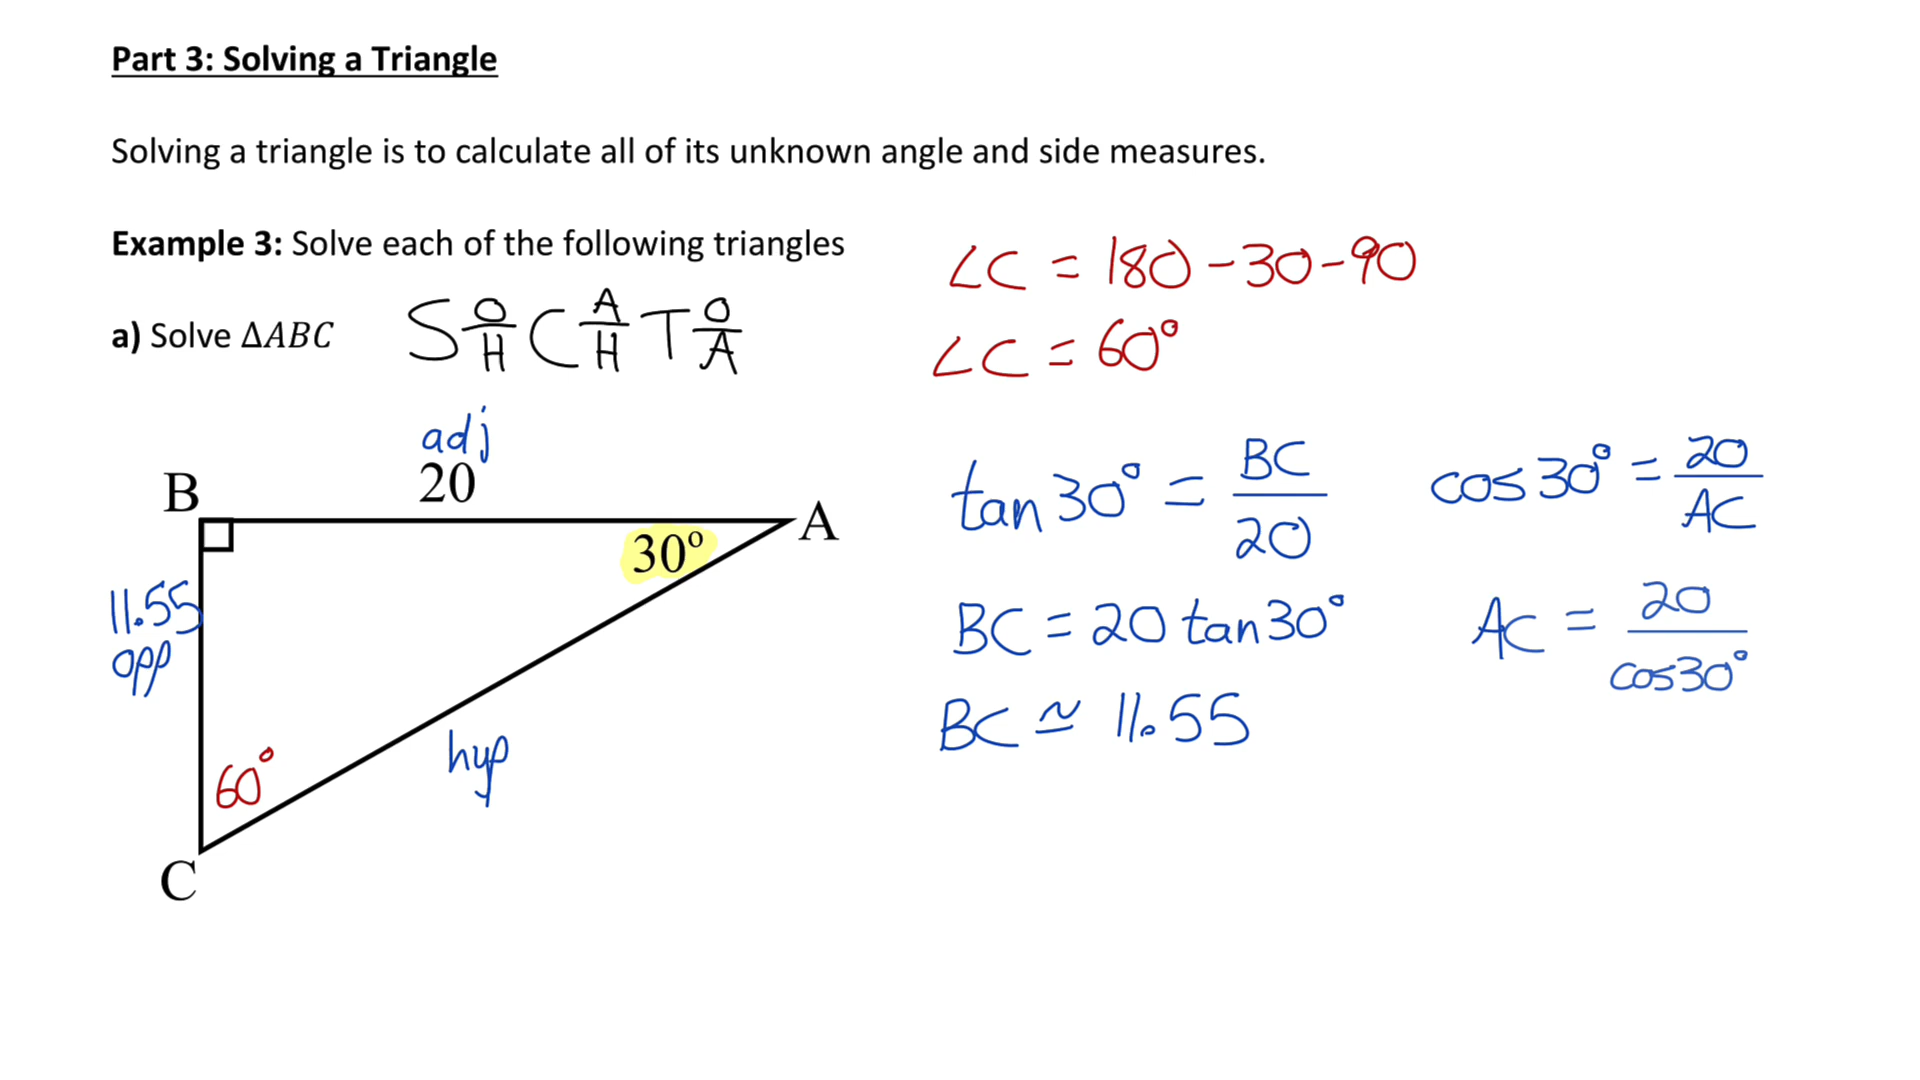 Part 3: Solving a Triangle
Solving a triangle is to calculate all of its unknown angle and side measures.
Example 3: Solve each of the following triangles
a) Solve ΔABC
S O/H C A/H T O/A
∠C = 180-30-90
∠C = 60°
adj
20
B
A
30°
11.55
opp
60°
hyp
C
tan 30° = BC/20
BC = 20 tan 30°
BC ≃ 11.55
cos 30° = 20/AC
AC = 20/cos 30°